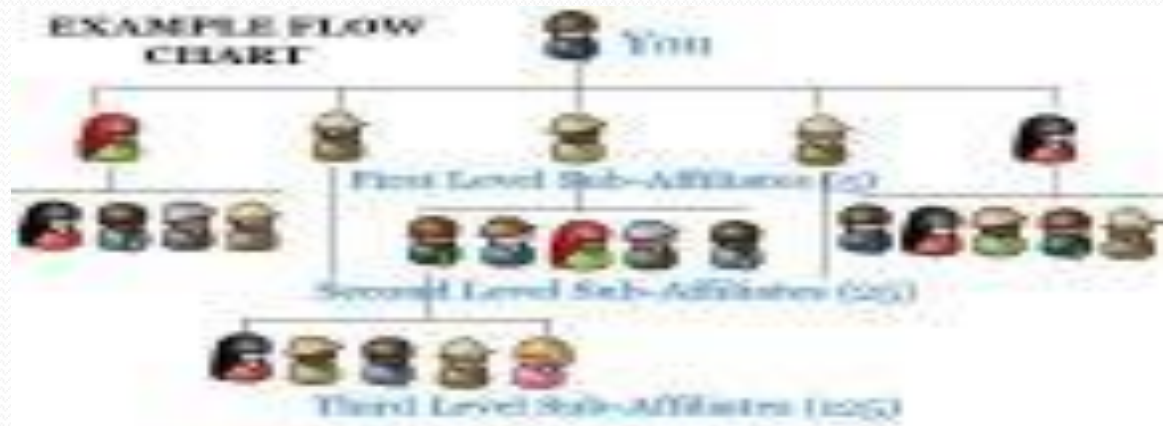 EXAMPLE FLOW
CHART
You
First Level Sub-Affiliates (5)
Second Level Sub-Affiliates (25)
Third Level Sub-Affiliates (125)